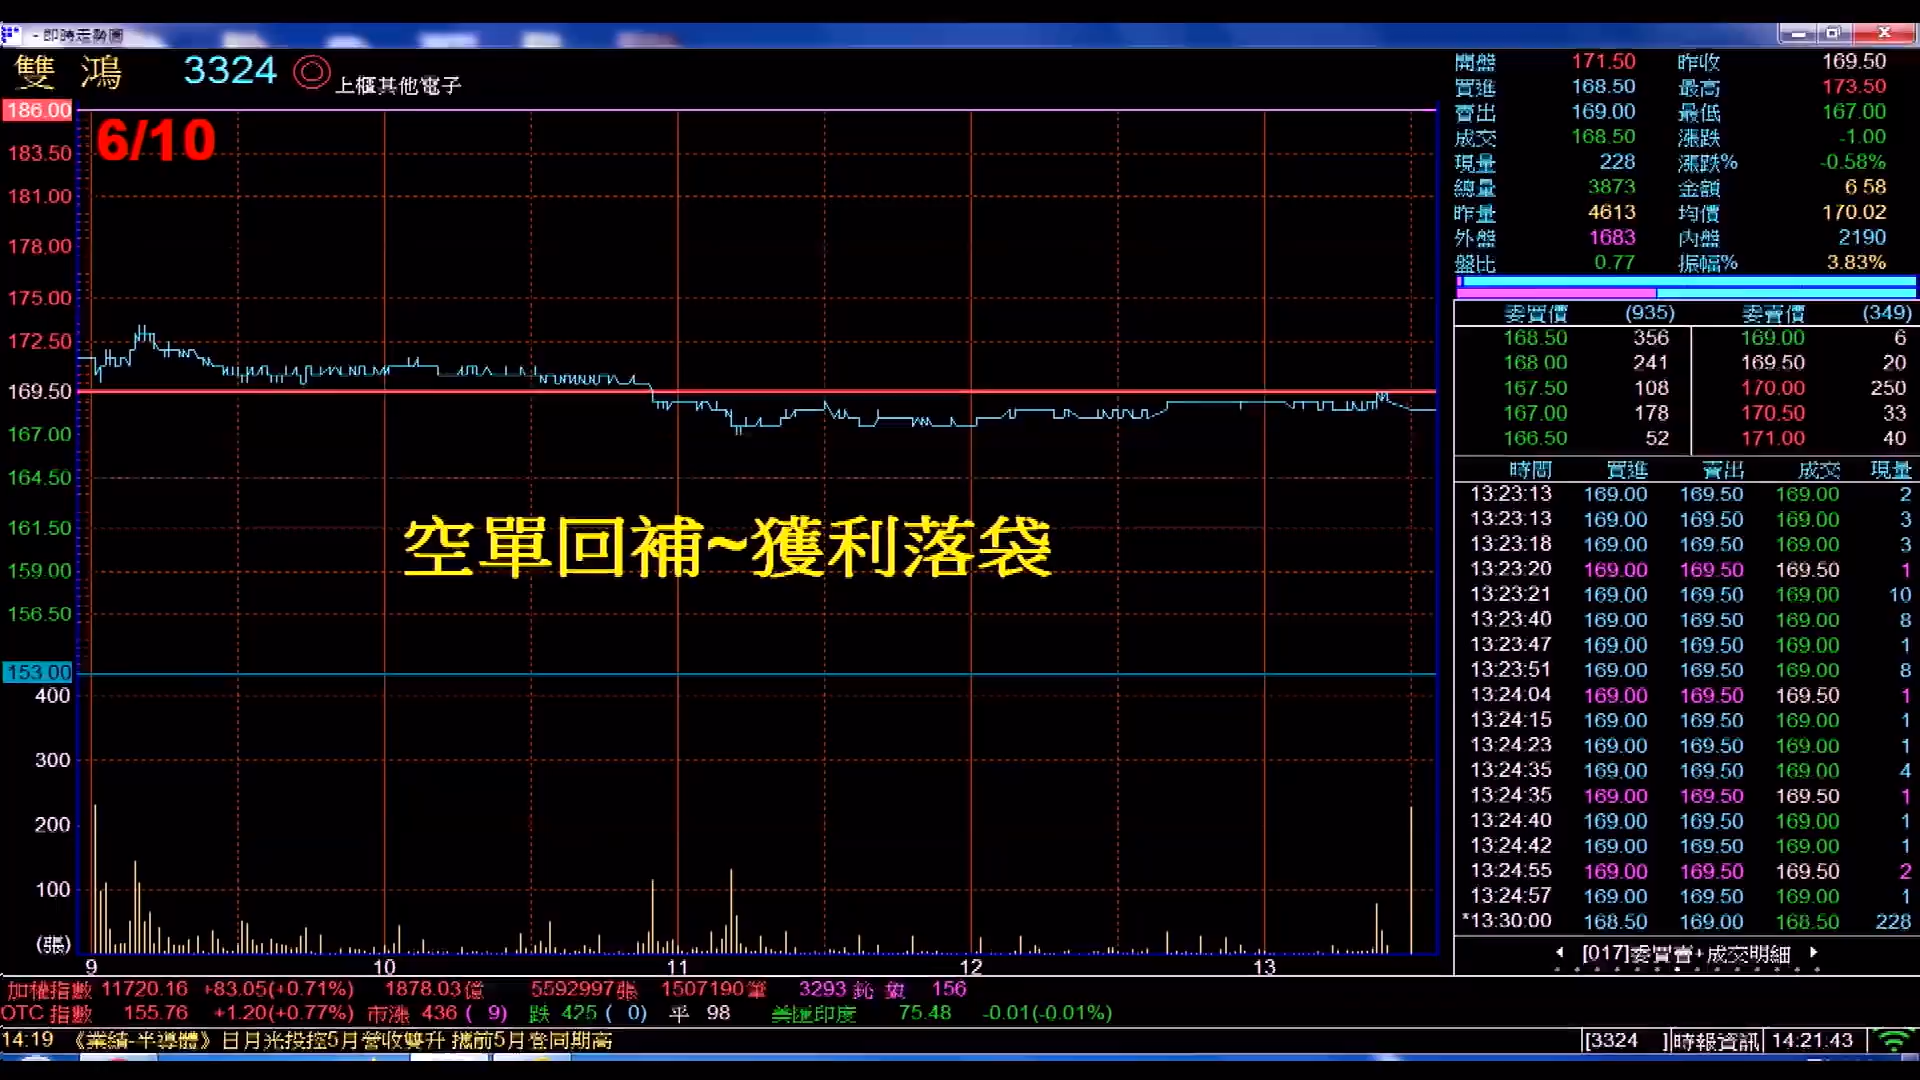 - 即時走勢圖
雙 鴻 3324 ◎ 上櫃其他電子
6/10
186.00
183.50
181.00
178.00
175.00
172.50
169.50
167.00
164.50
161.50
159.00
156.50
153.00
400
300
200
100
(張)
9 10 11 12 13
空單回補~獲利落袋
開盤 171.50 昨收 169.50
買進 168.50 最高 173.50
賣出 169.00 最低 167.00
成交 168.50 漲跌 -1.00
現量 228 漲跌% -0.58%
總量 3873 金額 6 58
昨量 4613 均價 170.02
外盤 1683 內盤 2190
盤比 0.77 振幅% 3.83%
委買價 (935) 委賣價 (349)
168.50 356 169.00 6
168.00 241 169.50 20
167.50 108 170.00 250
167.00 178 170.50 33
166.50 52 171.00 40
時間 買進 賣出 成交 現量
13:23:13 169.00 169.50 169.00 2
13:23:13 169.00 169.50 169.00 3
13:23:18 169.00 169.50 169.00 3
13:23:20 169.00 169.50 169.50 1
13:23:21 169.00 169.50 169.00 10
13:23:40 169.00 169.50 169.00 8
13:23:47 169.00 169.50 169.00 1
13:23:51 169.00 169.50 169.00 8
13:24:04 169.00 169.50 169.50 1
13:24:15 169.00 169.50 169.00 1
13:24:23 169.00 169.50 169.00 1
13:24:35 169.00 169.50 169.00 4
13:24:35 169.00 169.50 169.50 1
13:24:40 169.00 169.50 169.00 1
13:24:42 169.00 169.50 169.00 1
13:24:55 169.00 169.50 169.50 2
13:24:57 169.00 169.50 169.00 1
*13:30:00 168.50 169.00 168.50 228
[017]委買賣+成交明細
加權指數 11720.16 +83.05(+0.71%) 1878.03億 5592997張 1507190筆 3293 156
OTC 指數 155.76 +1.20(+0.77%) 市漲 436 ( 9) 跌 425 ( 0) 平 98 美匯印度 75.48 -0.01(-0.01%)
14:19 《業績-半導體》日月光投控5月營收雙升 攜前5月登同期高 [3324 ]時報資訊 14:21.43